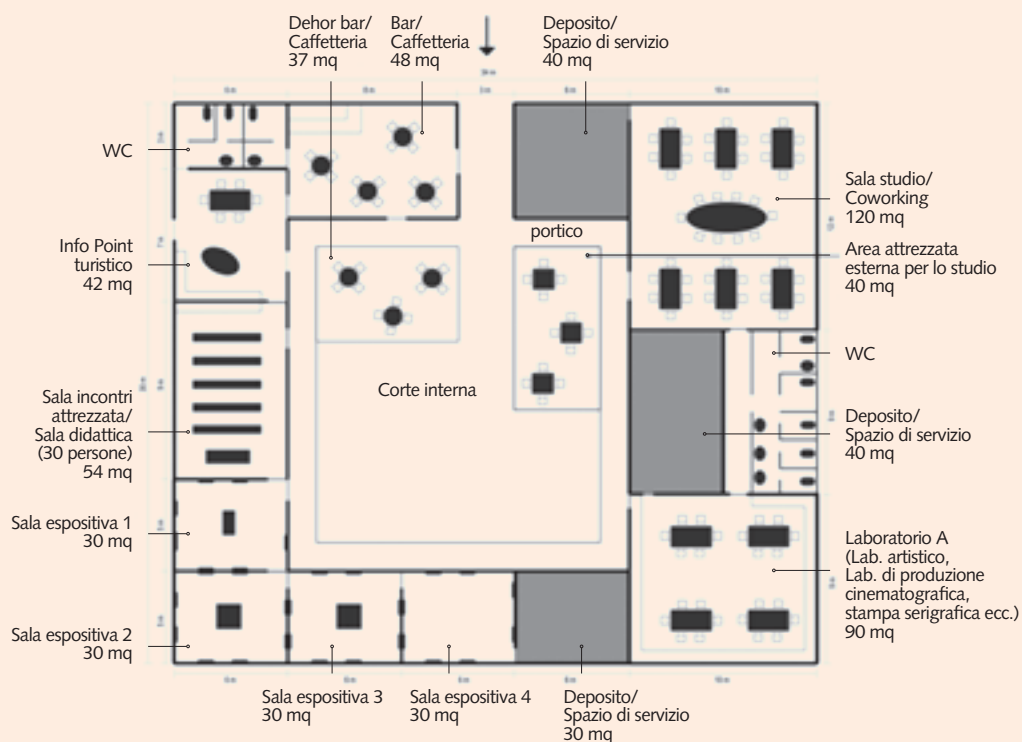 Dehor bar/
Caffetteria
37 mq
Bar/
Caffetteria
48 mq
Deposito/
Spazio di servizio
40 mq
WC
Info Point
turistico
42 mq
Sala incontri
attrezzata/
Sala didattica
(30 persone)
54 mq
Sala espositiva 1
30 mq
Sala espositiva 2
30 mq
portico
Corte interna
Sala studio/
Coworking
120 mq
Area attrezzata
esterna per lo studio
40 mq
WC
Deposito/
Spazio di servizio
40 mq
Laboratorio A
(Lab. artistico,
Lab. di produzione
cinematografica,
stampa serigrafica ecc.)
90 mq
Sala espositiva 3
30 mq
Sala espositiva 4
30 mq
Deposito/
Spazio di servizio
30 mq